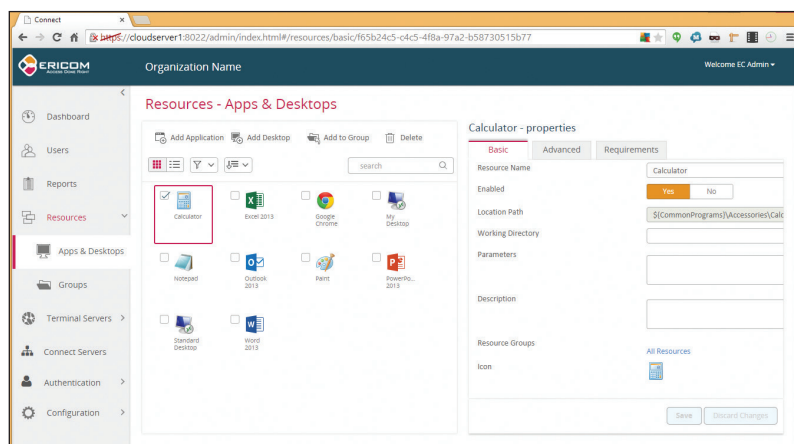 Connect
https://cloudserver1:8022/admin/index.html#/resources/basic/f65b24c5-c4c5-4f8a-97a2-b58730515b77
ERICOM
Access Done Right
Organization Name
Welcome EC Admin
Dashboard
Users
Reports
Resources
Apps & Desktops
Groups
Terminal Servers
Connect Servers
Authentication
Configuration
Resources - Apps & Desktops
Add Application Add Desktop Add to Group Delete
search
Calculator
Excel 2013
Google
Chrome
My
Desktop
Notepad
Outlook
2013
Paint
PowerPo...
2013
Standard
Desktop
Word
2013
Calculator - properties
Basic Advanced Requirements
Resource Name Calculator
Enabled Yes No
Location Path $(CommonPrograms)\Accessories\Calc
Working Directory
Parameters
Description
Resource Groups All Resources
Icon
Save Discard Changes